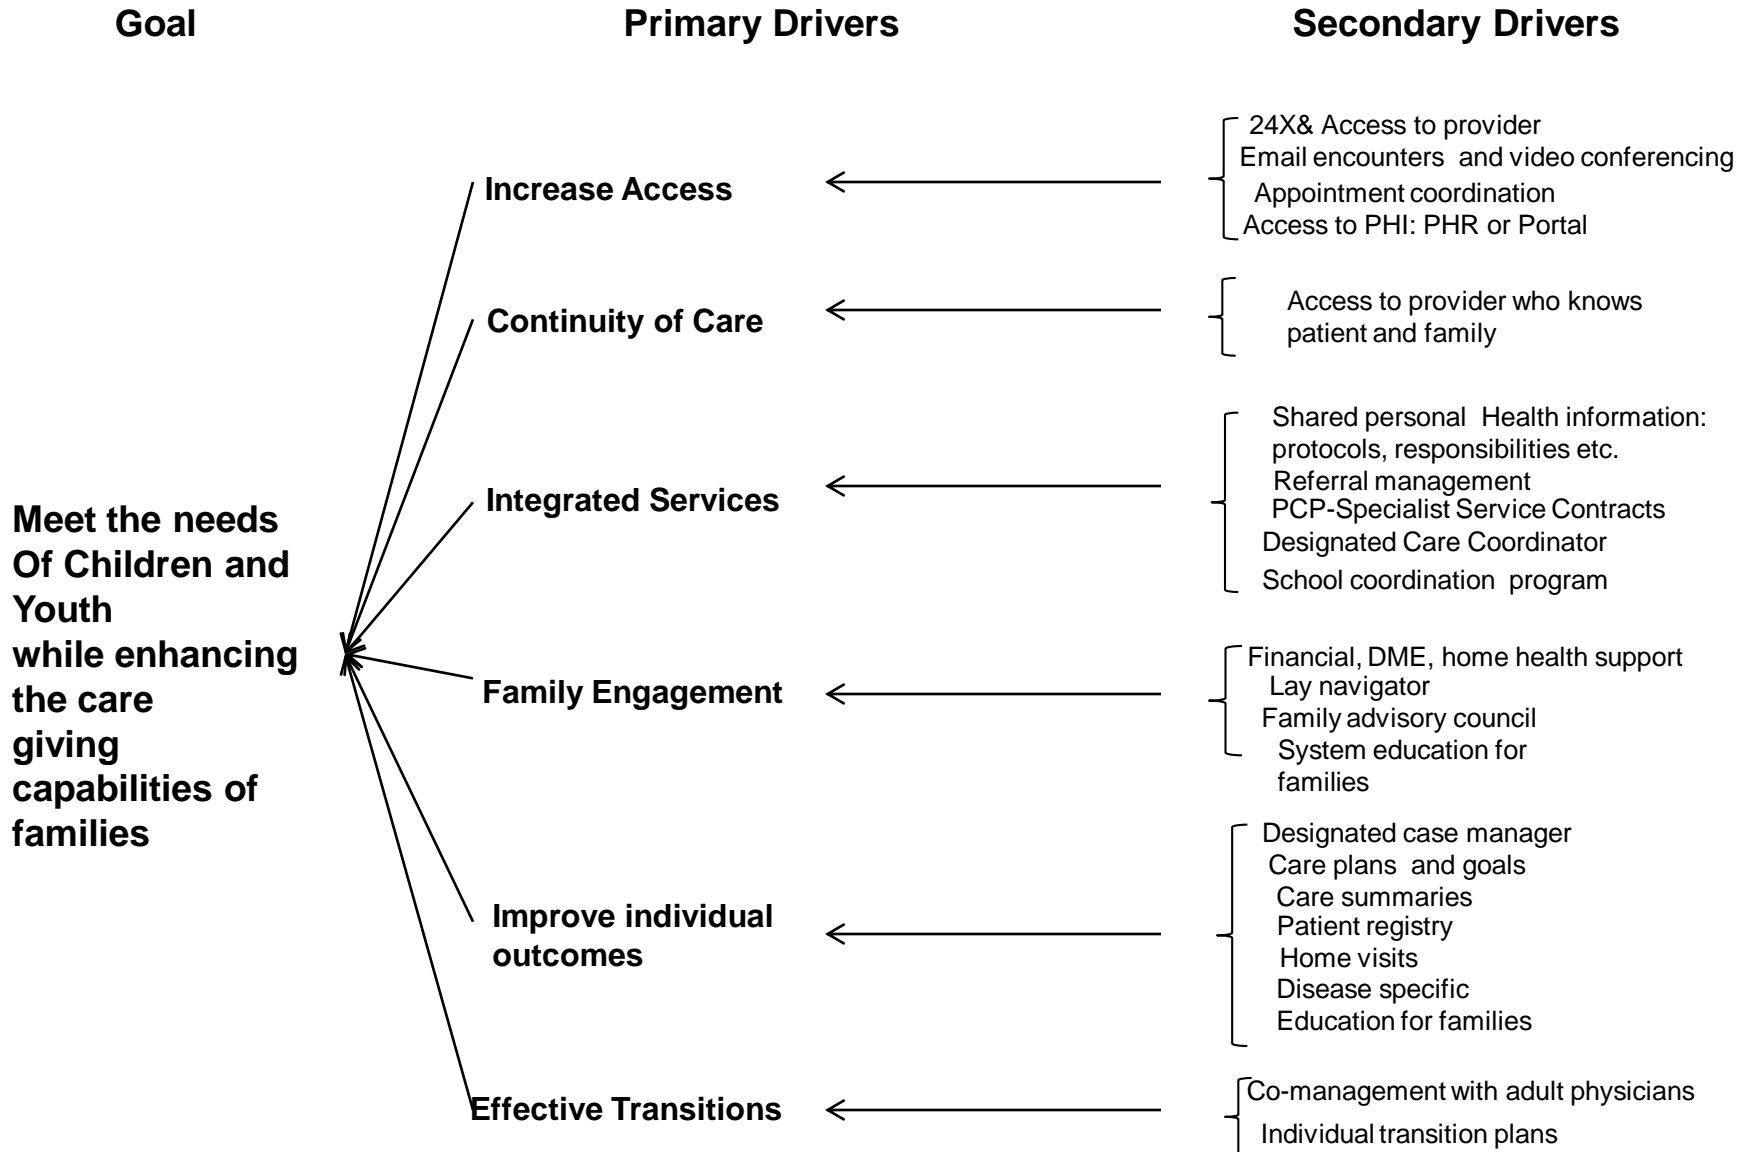 Goal
Primary Drivers
Secondary Drivers
Increase Access
24X& Access to provider
Email encounters and video conferencing
Appointment coordination
Access to PHI: PHR or Portal
Continuity of Care
Access to provider who knows
patient and family
Integrated Services
Shared personal Health information:
protocols, responsibilities etc.
Referral management
PCP-Specialist Service Contracts
Designated Care Coordinator
School coordination program
Meet the needs
Of Children and
Youth
while enhancing
the care
giving
capabilities of
families
Family Engagement
Financial, DME, home health support
Lay navigator
Family advisory council
System education for
families
Improve individual
outcomes
Designated case manager
Care plans and goals
Care summaries
Patient registry
Home visits
Disease specific
Education for families
Effective Transitions
Co-management with adult physicians
Individual transition plans